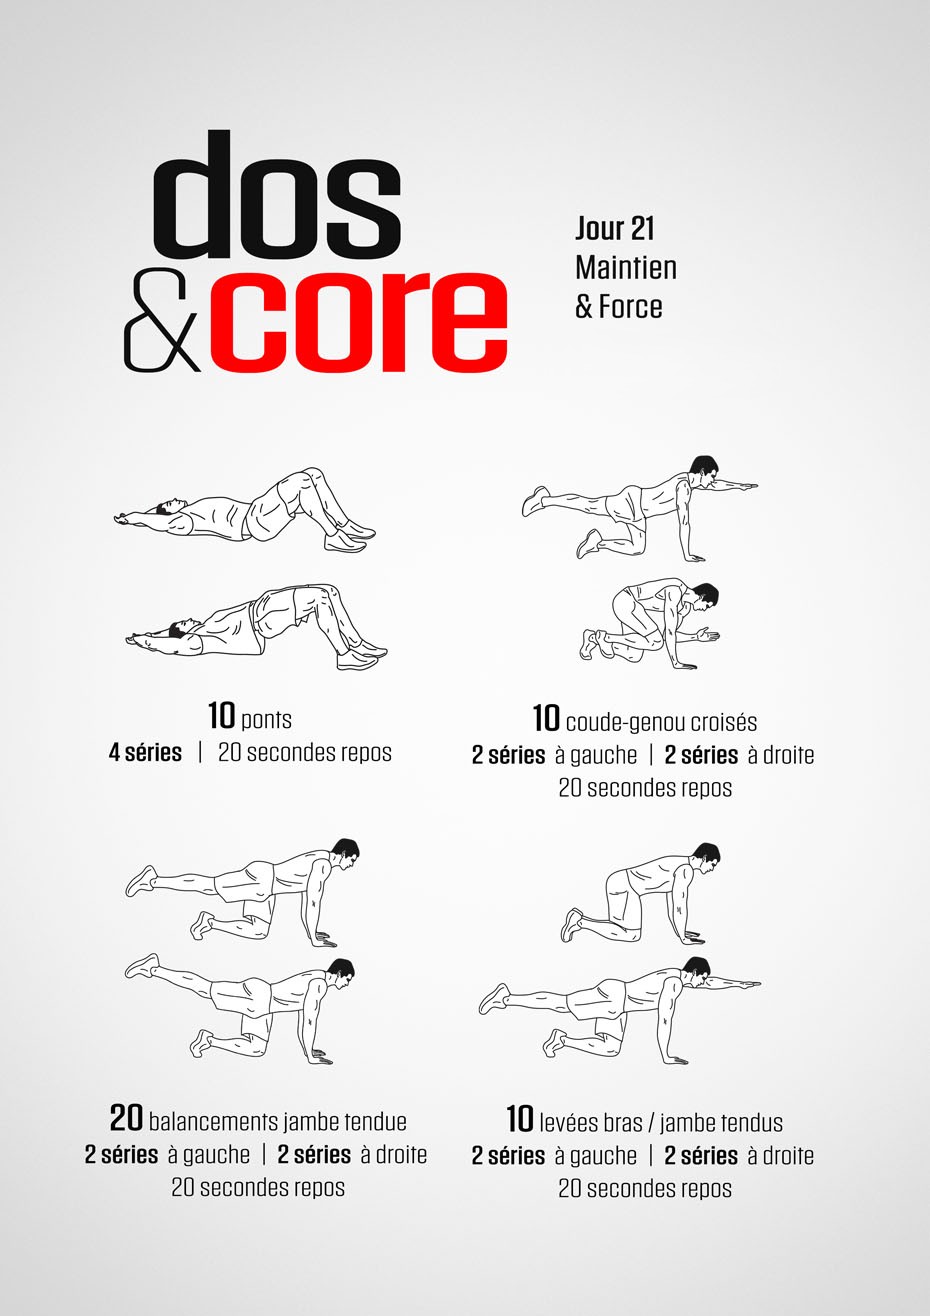 dos
& core
Jour 21
Maintien
& Force
10 ponts
4 séries | 20 secondes repos
10 coude-genou croisés
2 séries à gauche | 2 séries à droite
20 secondes repos
20 balancements jambe tendue
2 séries à gauche | 2 séries à droite
20 secondes repos
10 levées bras / jambe tendus
2 séries à gauche | 2 séries à droite
20 secondes repos